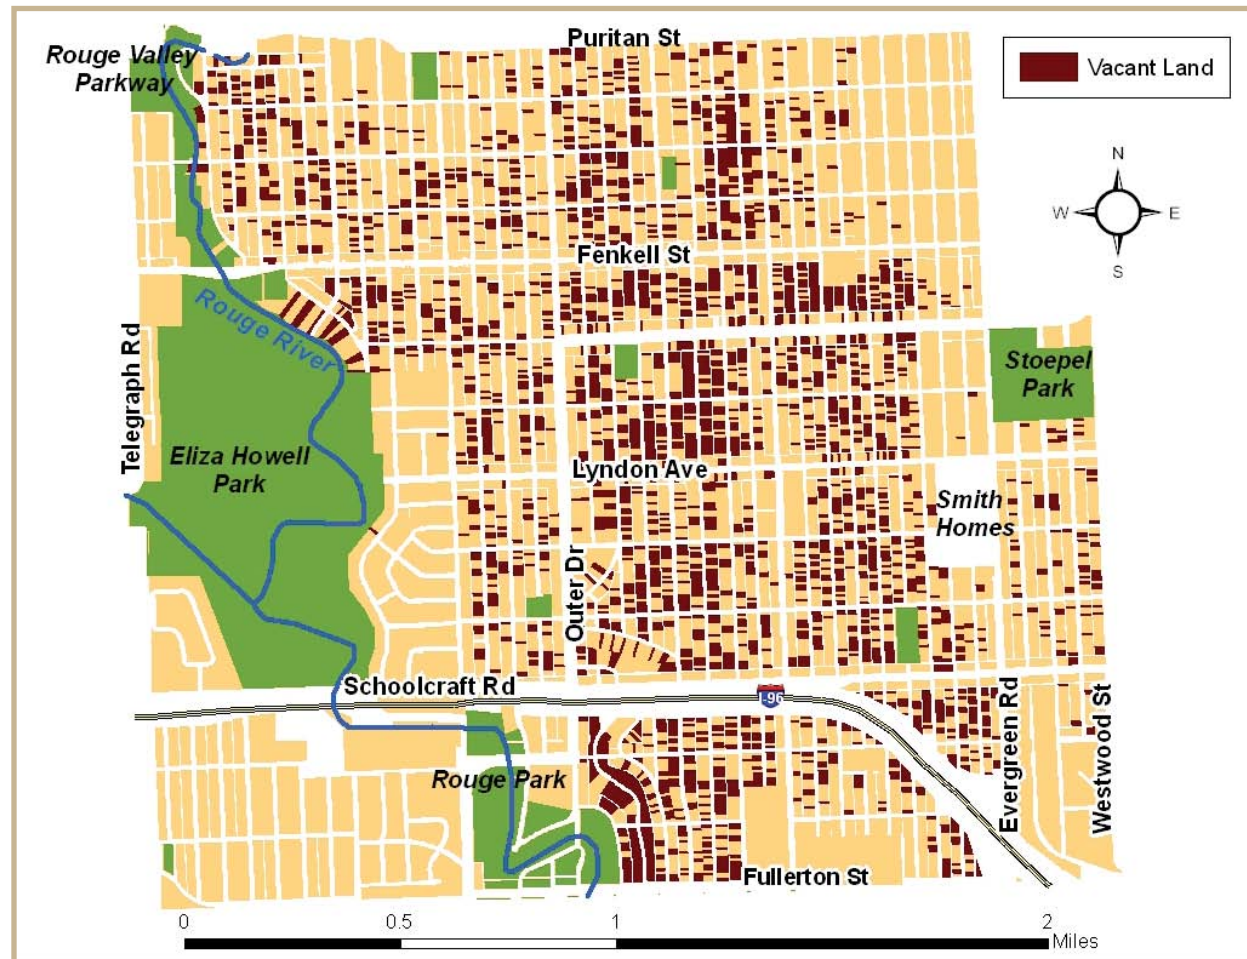 Puritan St
Rouge Valley
Parkway
Vacant Land
N
W
E
S
Fenkell St
Rouge River
Telegraph Rd
Stoepel
Park
Eliza Howell
Park
Lyndon Ave
Smith
Homes
Outer Dr
Schoolcraft Rd
I-96
Evergreen Rd
Westwood St
Rouge Park
Fullerton St
0
0.5
1
2
Miles